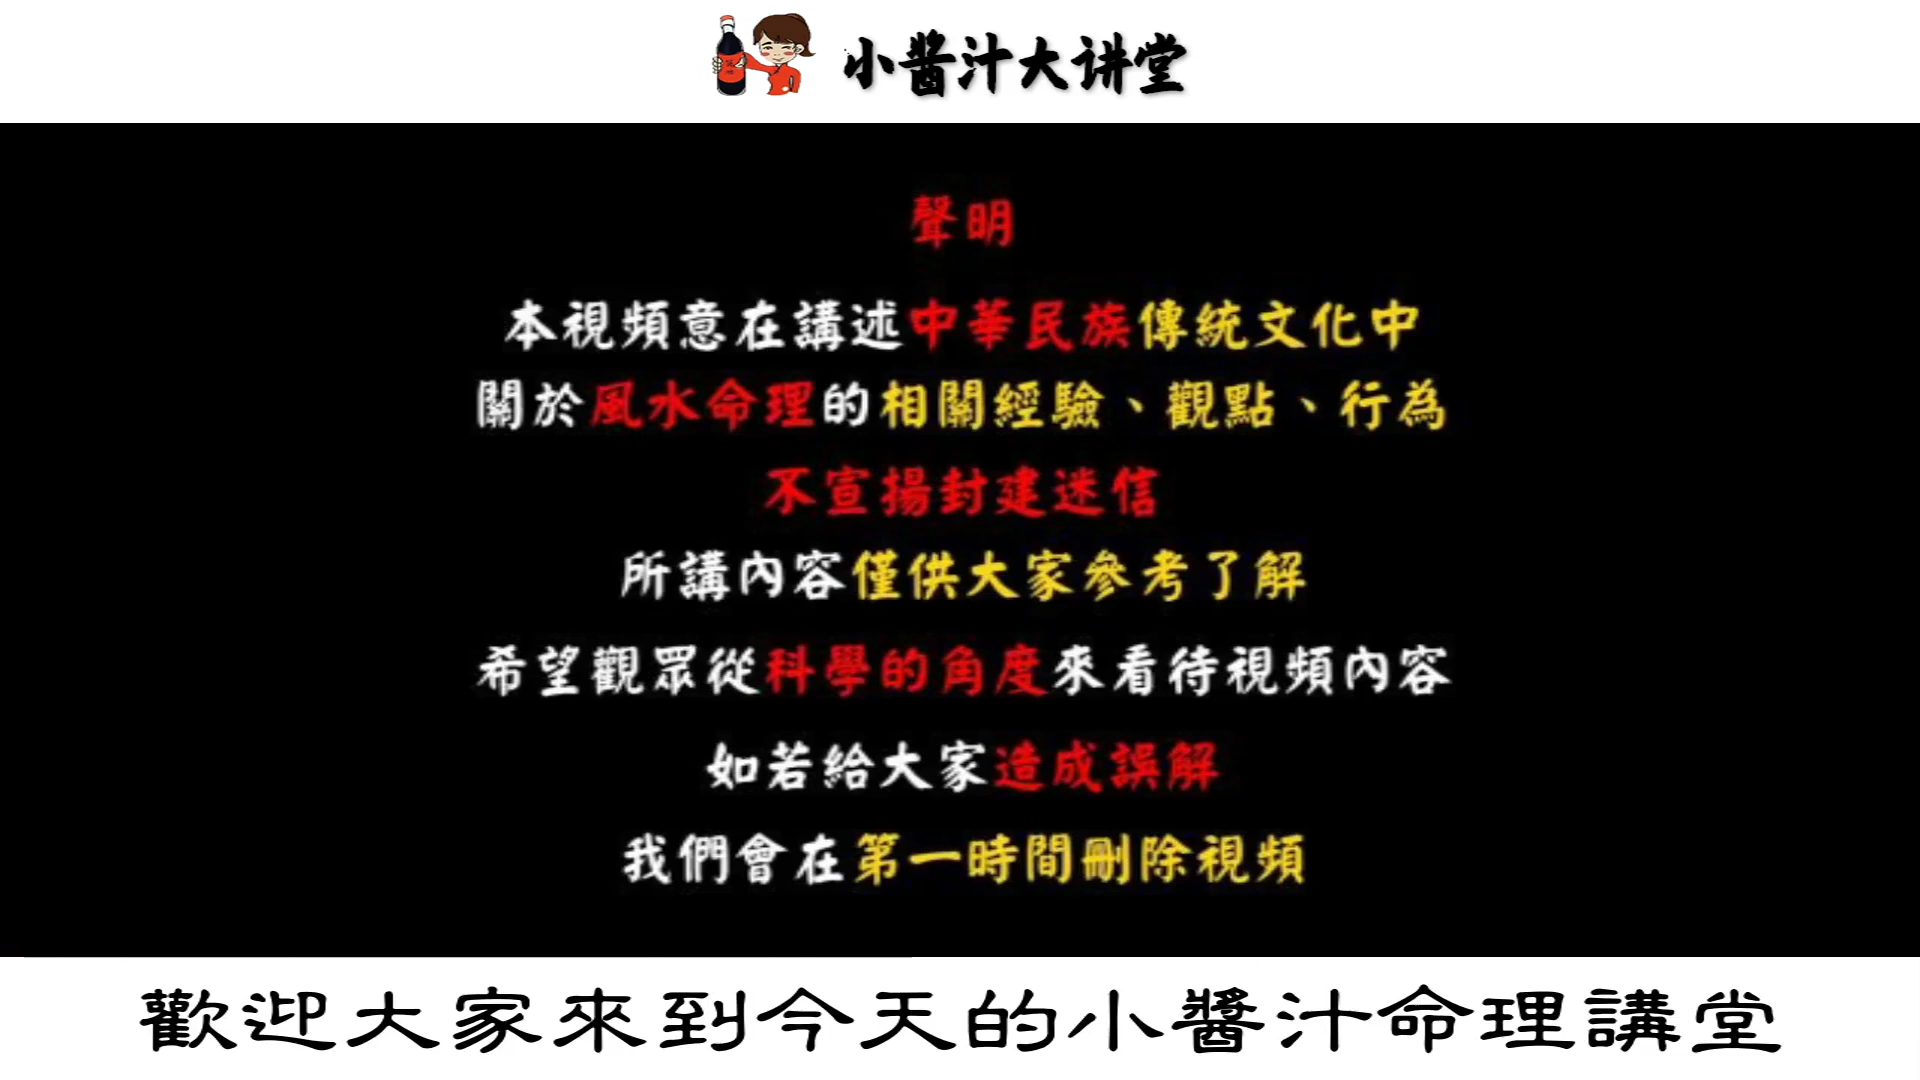 小醬汁大讲堂
聲明
本視頻意在講述中華民族傳統文化中
關於風水命理的相關經驗、觀點、行為
不宣揚封建迷信
所講內容僅供大家參考了解
希望觀眾從科學的角度來看待視頻內容
如若給大家造成誤解
我們會在第一時間刪除視頻
歡迎大家來到今天的小醬汁命理講堂